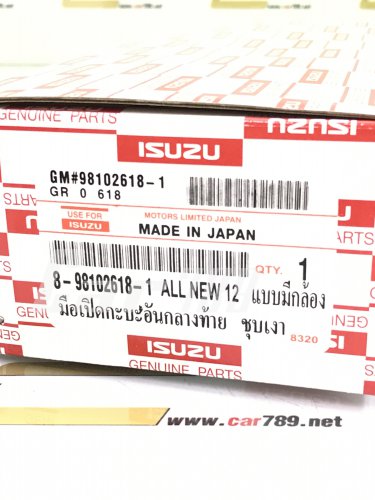 GENUINE PARTS
ISUZU
ISUZU
GM#98102618-1
GR 0 618
USE FOR
ISUZU
MOTORS LIMITED JAPAN
MADE IN JAPAN
PARTS
QTY. 1
8-98102618-1 ALL NEW 12 แบบมีกล้อง
มือเปิดกะบะอันกลางท้าย ชุบเงา
8320
ISUZU
GENUINE PARTS
www.car789.net